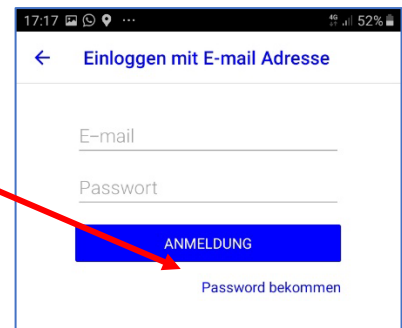 17:17 ... 4G 52%
← Einloggen mit E-mail Adresse
E-mail
Passwort
ANMELDUNG
Password bekommen